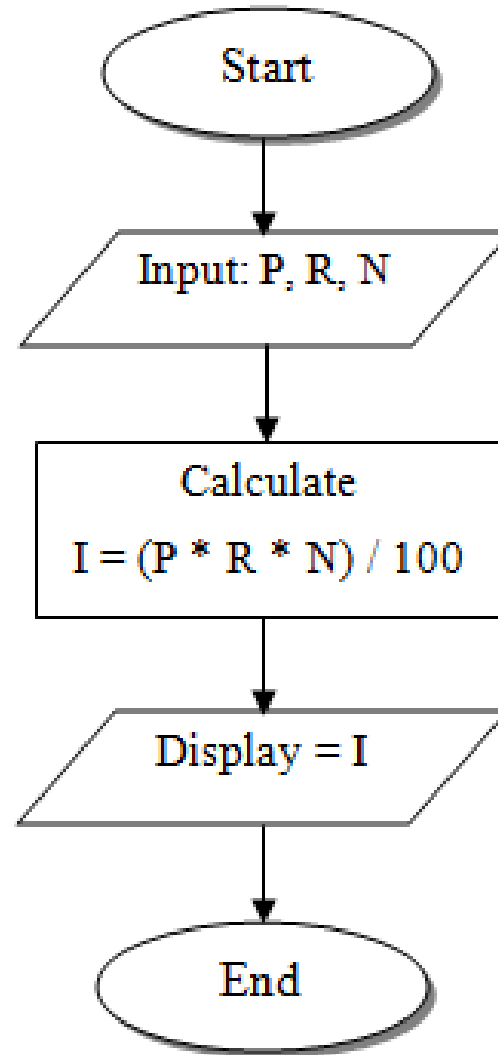 Start
Input: P, R, N
Calculate
I = (P * R * N) / 100
Display = I
End